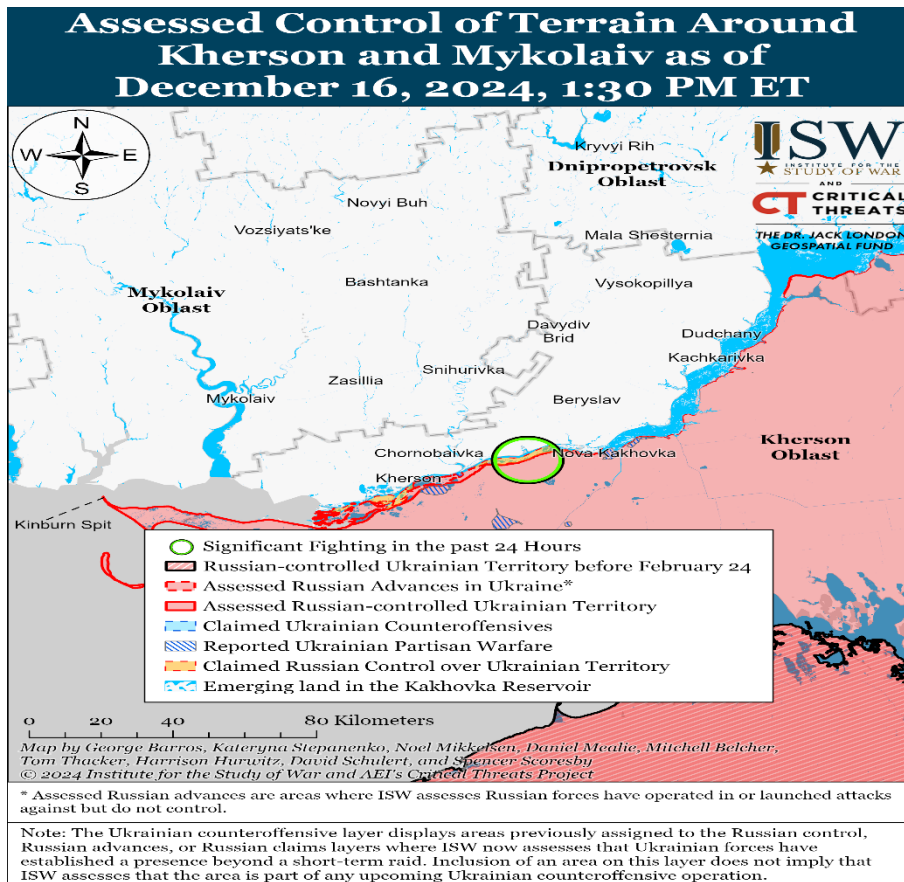 Assessed Control of Terrain Around
Kherson and Mykolaiv as of
December 16, 2024, 1:30 PM ET
N
W E
S
ISW
INSTITUTE FOR THE
STUDY OF WAR
AND
CT CRITICAL
THREATS
THE DR. JACK LONDON
GEOSPATIAL FUND
Kryvyi Rih
Dnipropetrovsk
Oblast
Novyi Buh
Vozsiyats'ke
Mala Shesternia
Bashtanka
Vysokopillya
Mykolaiv
Oblast
Davydiv
Brid
Dudchany
Kachkarivka
Snihurivka
Zasillia
Mykolaiv
Beryslav
Kherson
Oblast
Chornobaivka
Nova Kakhovka
Kherson
Kinburn Spit
Significant Fighting in the past 24 Hours
Russian-controlled Ukrainian Territory before February 24
Assessed Russian Advances in Ukraine*
Assessed Russian-controlled Ukrainian Territory
Claimed Ukrainian Counteroffensives
Reported Ukrainian Partisan Warfare
Claimed Russian Control over Ukrainian Territory
Emerging land in the Kakhovka Reservoir
0 20 40 80 Kilometers
Map by George Barros, Kateryna Stepanenko, Noel Mikkelsen, Daniel Mealie, Mitchell Belcher,
Tom Thacker, Harrison Hurwitz, David Schulert, and Spencer Scoresby
© 2024 Institute for the Study of War and AEI's Critical Threats Project
* Assessed Russian advances are areas where ISW assesses Russian forces have operated in or launched attacks
against but do not control.
Note: The Ukrainian counteroffensive layer displays areas previously assigned to the Russian control,
Russian advances, or Russian claims layers where ISW now assesses that Ukrainian forces have
established a presence beyond a short-term raid. Inclusion of an area on this layer does not imply that
ISW assesses that the area is part of any upcoming Ukrainian counteroffensive operation.